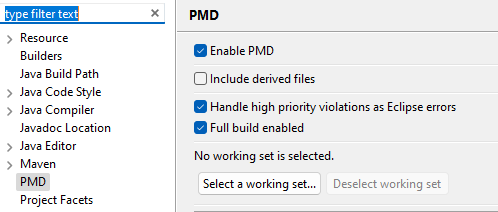 type filter text
Resource
Builders
Java Build Path
Java Code Style
Java Compiler
Javadoc Location
Java Editor
Maven
PMD
Project Facets
PMD
Enable PMD
Include derived files
Handle high priority violations as Eclipse errors
Full build enabled
No working set is selected.
Select a working set... Deselect working set